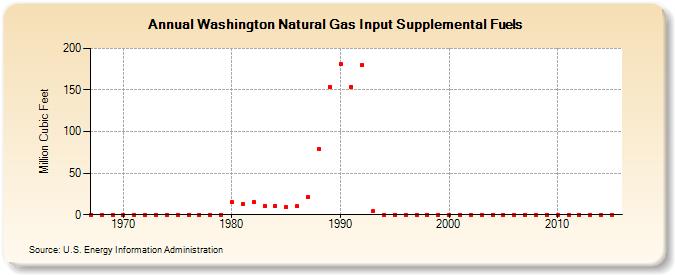 Annual Washington Natural Gas Input Supplemental Fuels
Million Cubic Feet
200
150
100
50
0
1970 1980 1990 2000 2010
Source: U.S. Energy Information Administration